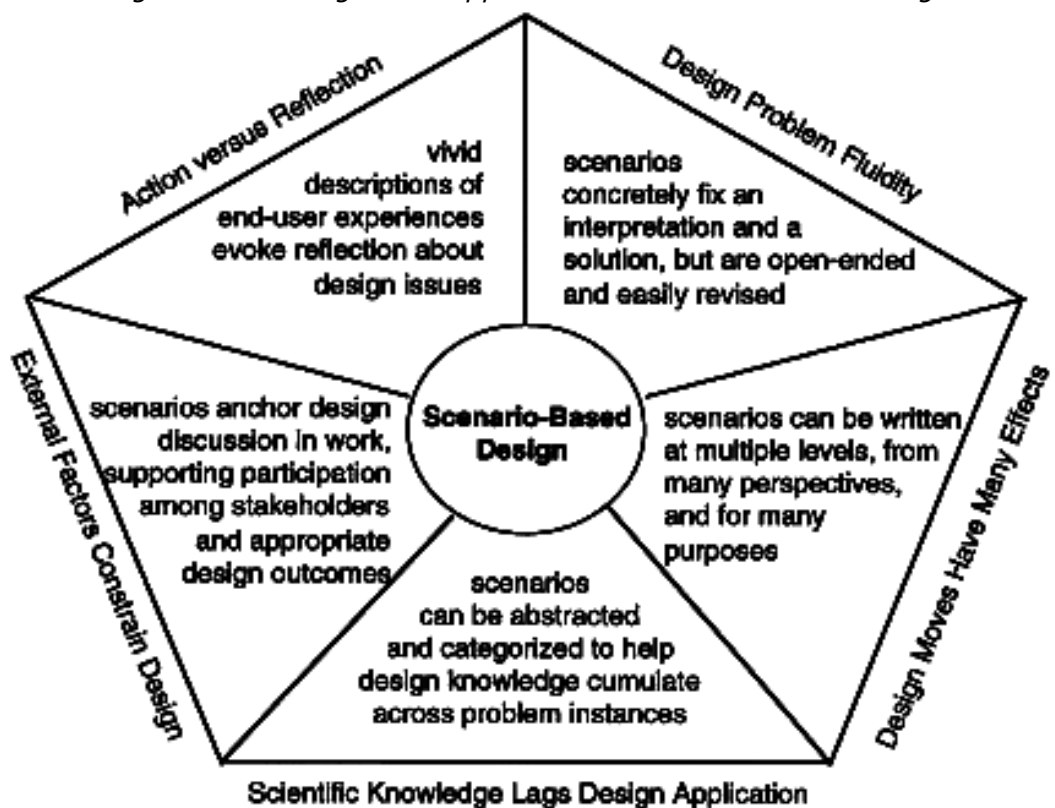 Action versus Reflection
Design Problem Fluidity
vivid
descriptions of
end-user experiences
evoke reflection about
design issues
scenarios
concretely fix an
interpretation and a
solution, but are open-ended
and easily revised
External Factors Constrain Design
scenarios anchor design
discussion in work,
supporting participation
among stakeholders
and appropriate
design outcomes
Scenario-Based
Design
scenarios can be written
at multiple levels, from
many perspectives,
and for many
purposes
Design Moves Have Many Effects
scenarios
can be abstracted
and categorized to help
design knowledge cumulate
across problem instances
Scientific Knowledge Lags Design Application